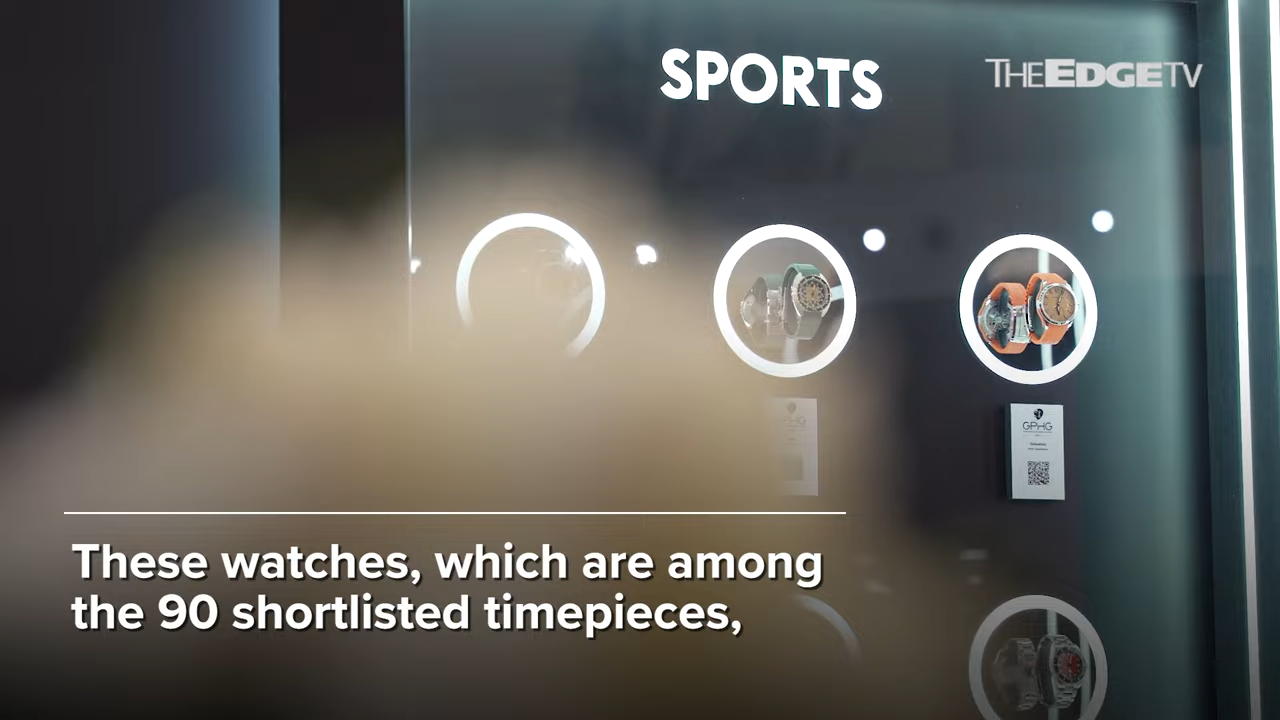 SPORTS
THEEDGETV
GPHG
GPHG
These watches, which are among
the 90 shortlisted timepieces,